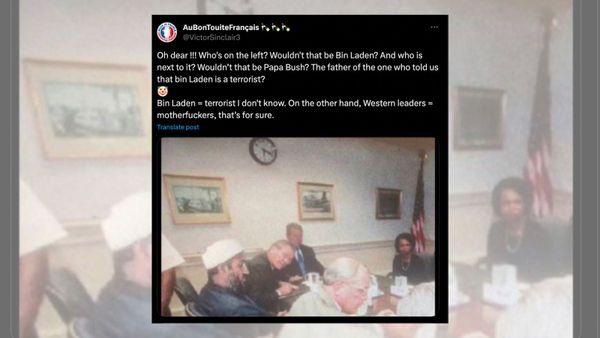 AuBonTouiteFrançais
@VictorSinclair3
Oh dear !!! Who's on the left? Wouldn't that be Bin Laden? And who is
next to it? Wouldn't that be Papa Bush? The father of the one who told us
that bin Laden is a terrorist?
Bin Laden = terrorist I don't know. On the other hand, Western leaders =
motherfuckers, that's for sure.
Translate post